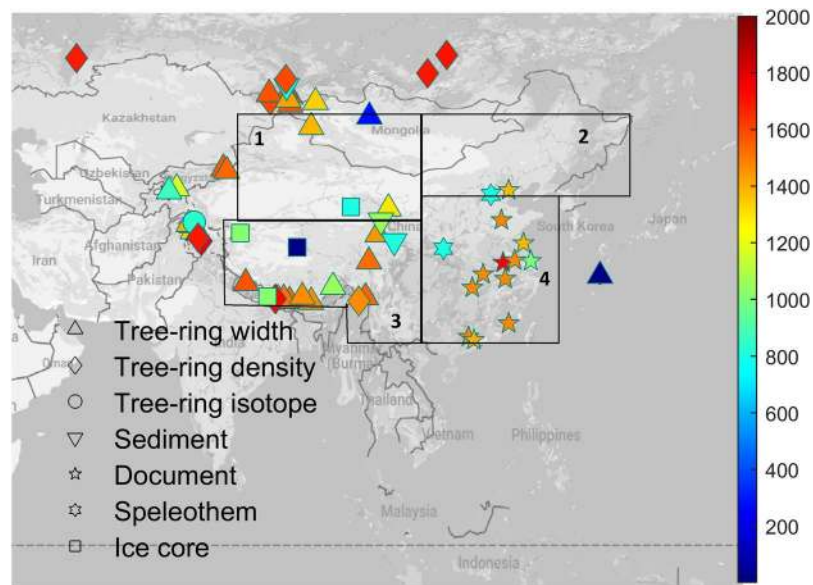 2000
1800
1600
1400
1200
1000
800
600
400
200
Kazakhstan
Mongolia
1
2
Uzbekistan
Turkmenistan
China
South Korea
Japan
Afghanistan
Iran
Pakistan
4
3
India
Myanmar
(Burma)
Thailand
Vietnam
Philippines
Malaysia
Indonesia
Tree-ring width
Tree-ring density
Tree-ring isotope
Sediment
Document
Speleothem
Ice core